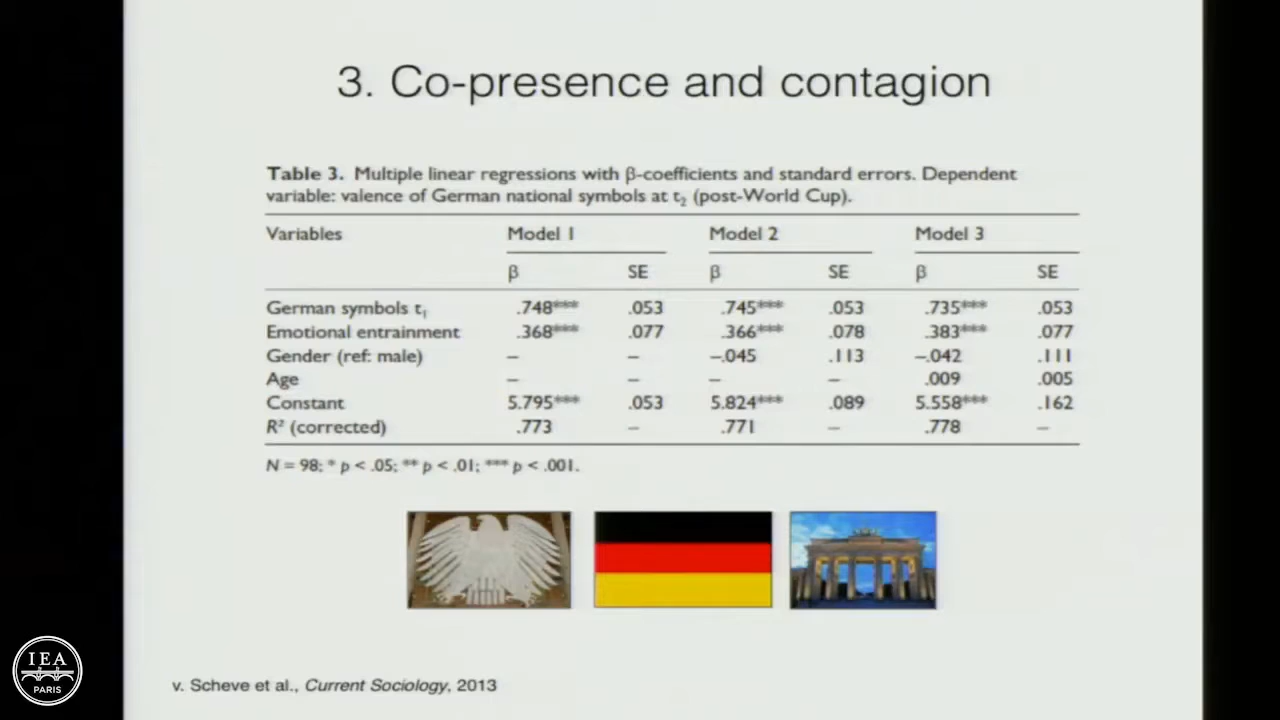 3. Co-presence and contagion
Table 3. Multiple linear regressions with β-coefficients and standard errors. Dependent
variable: valence of German national symbols at t₂ (post-World Cup).
Variables Model 1 Model 2 Model 3
β SE β SE β SE
German symbols t₁ .748*** .053 .745*** .053 .735*** .053
Emotional entrainment .368*** .077 .366*** .078 .383*** .077
Gender (ref: male) – – –.045 .113 –.042 .111
Age – – – – .009 .005
Constant 5.795*** .053 5.824*** .089 5.558*** .162
R² (corrected) .773 – .771 – .778 –
N = 98; * p < .05; ** p < .01; *** p < .001.
v. Scheve et al., Current Sociology, 2013
IEA
PARIS